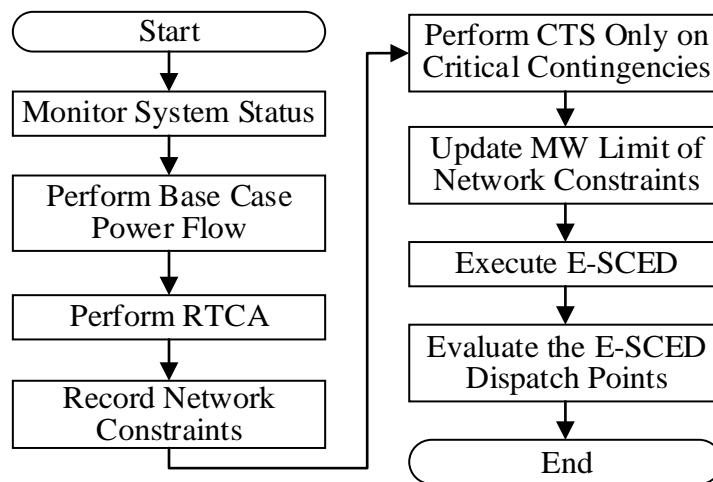 Start
Monitor System Status
Perform Base Case
Power Flow
Perform RTCA
Record Network
Constraints
Perform CTS Only on
Critical Contingencies
Update MW Limit of
Network Constraints
Execute E-SCED
Evaluate the E-SCED
Dispatch Points
End